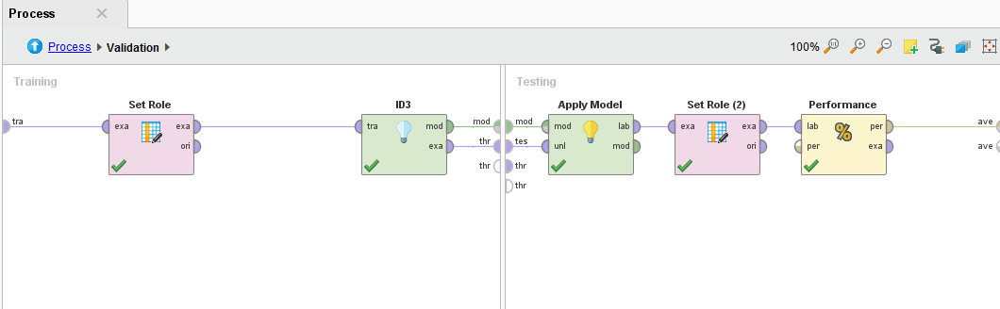 Process
Process Validation
100%
Training
Testing
Set Role
ID3
Apply Model
Set Role (2)
Performance
tra exa exa tra mod mod mod mod lab exa exa lab per ave
ori exa thr tes unl mod ori per exa ave
thr thr
thr